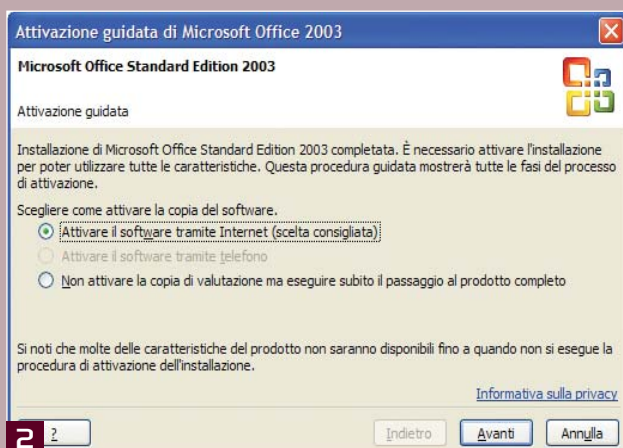 Attivazione guidata di Microsoft Office 2003
Microsoft Office Standard Edition 2003
Attivazione guidata
Installazione di Microsoft Office Standard Edition 2003 completata. È necessario attivare l'installazione
per poter utilizzare tutte le caratteristiche. Questa procedura guidata mostrerà tutte le fasi del processo
di attivazione.
Scegliere come attivare la copia del software.
Attivare il software tramite Internet (scelta consigliata)
Attivare il software tramite telefono
Non attivare la copia di valutazione ma eseguire subito il passaggio al prodotto completo
Si noti che molte delle caratteristiche del prodotto non saranno disponibili fino a quando non si esegue la
procedura di attivazione dell'installazione.
Informativa sulla privacy
2 ? Indietro Avanti Annulla